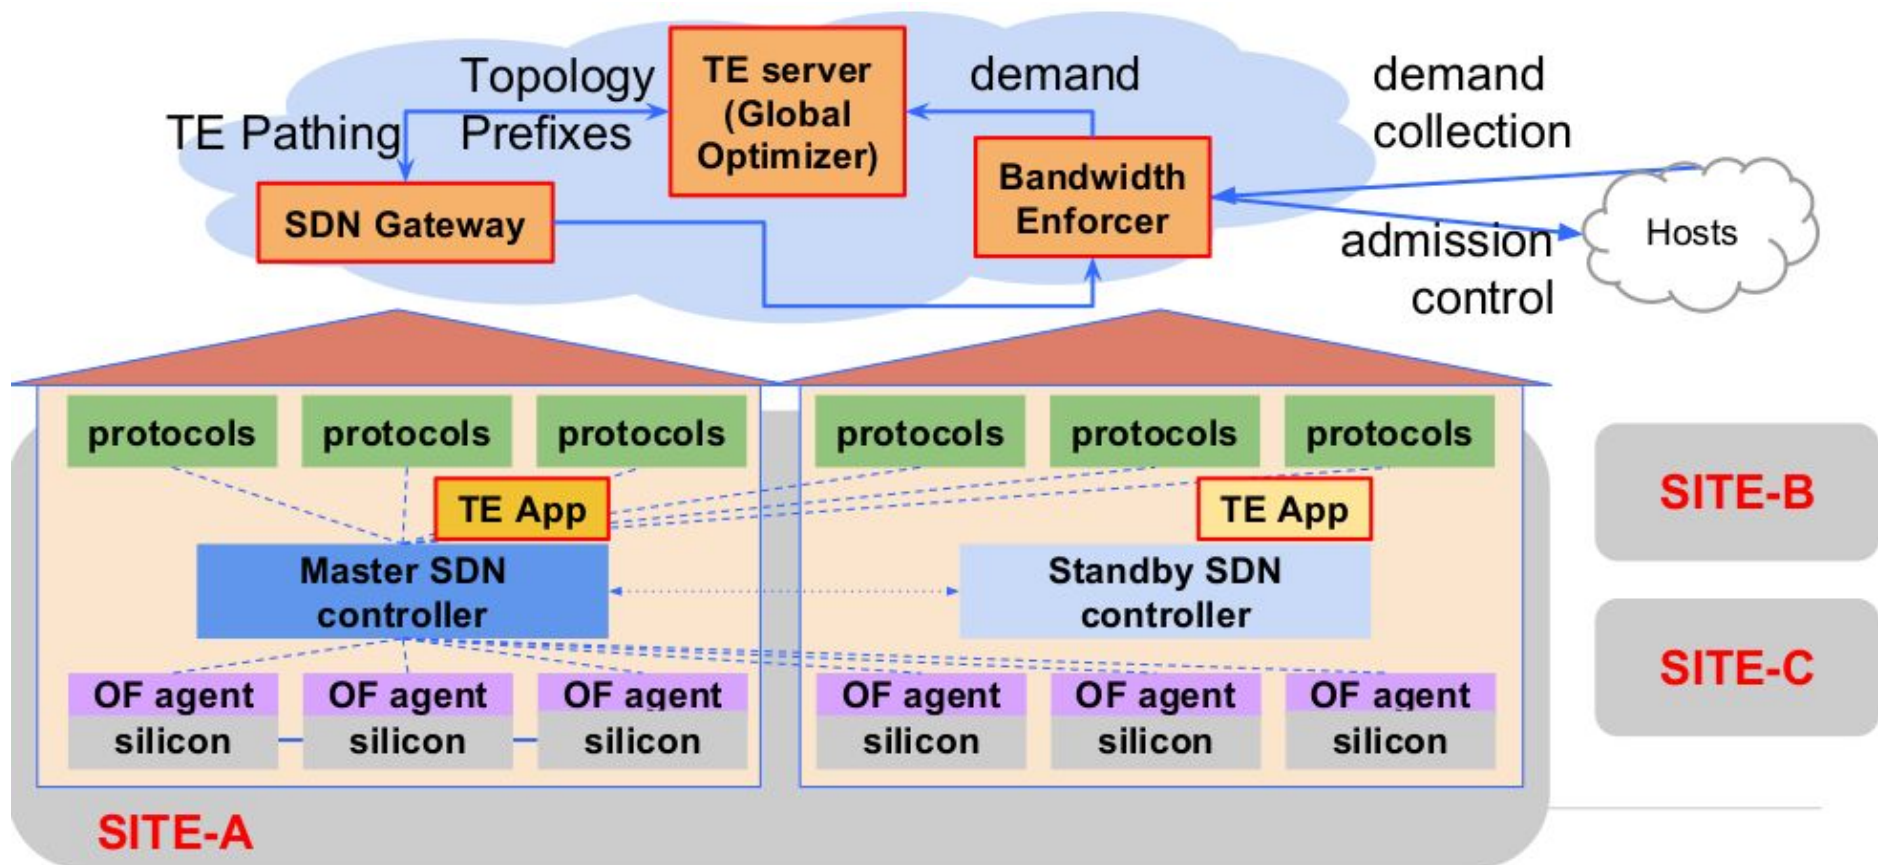 Topology
TE Pathing
Prefixes
TE server
(Global
Optimizer)
demand
demand
collection
SDN Gateway
Bandwidth
Enforcer
admission
control
Hosts
protocols
protocols
protocols
protocols
protocols
protocols
TE App
TE App
Master SDN
controller
Standby SDN
controller
OF agent
OF agent
OF agent
OF agent
OF agent
OF agent
silicon
silicon
silicon
silicon
silicon
silicon
SITE-A
SITE-B
SITE-C